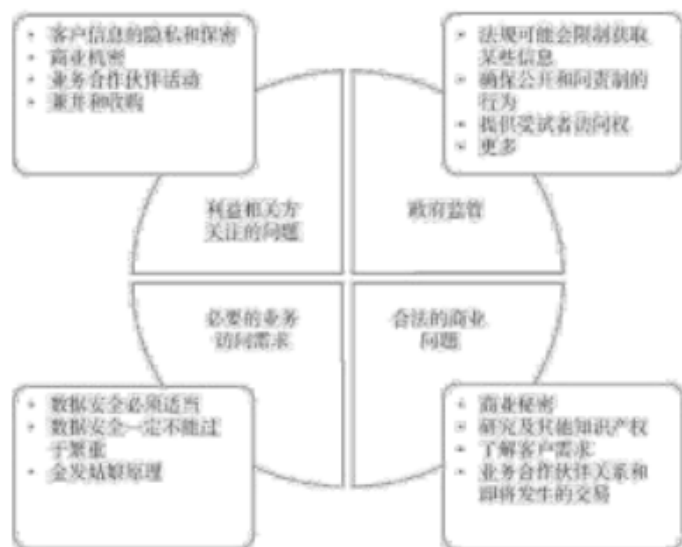 客户信息的隐私和保密
商业机密
业务合作伙伴活动
兼并和收购
法规可能会限制获取
某些信息
确保公开和问责制的
行为
提供受试者访问权
更多
利益相关方
关注的问题
政府监管
必要的业务
访问需求
合法的商业
问题
数据安全必须适当
数据安全一定不能过
于繁重
金发姑娘原理
商业秘密
研究及其他知识产权
了解客户需求
业务合作伙伴关系和
即将发生的交易